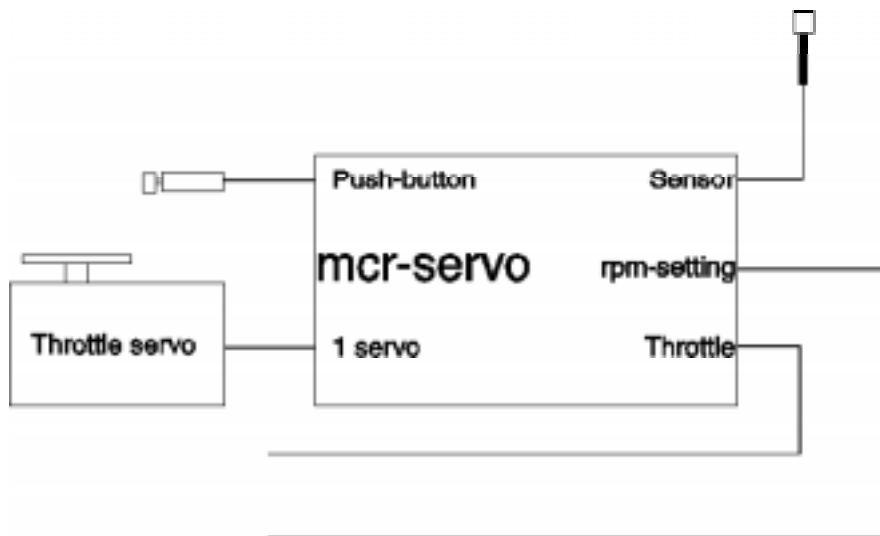 Push-button
Sensor
mcr-servo
rpm-setting
Throttle servo
1 servo
Throttle